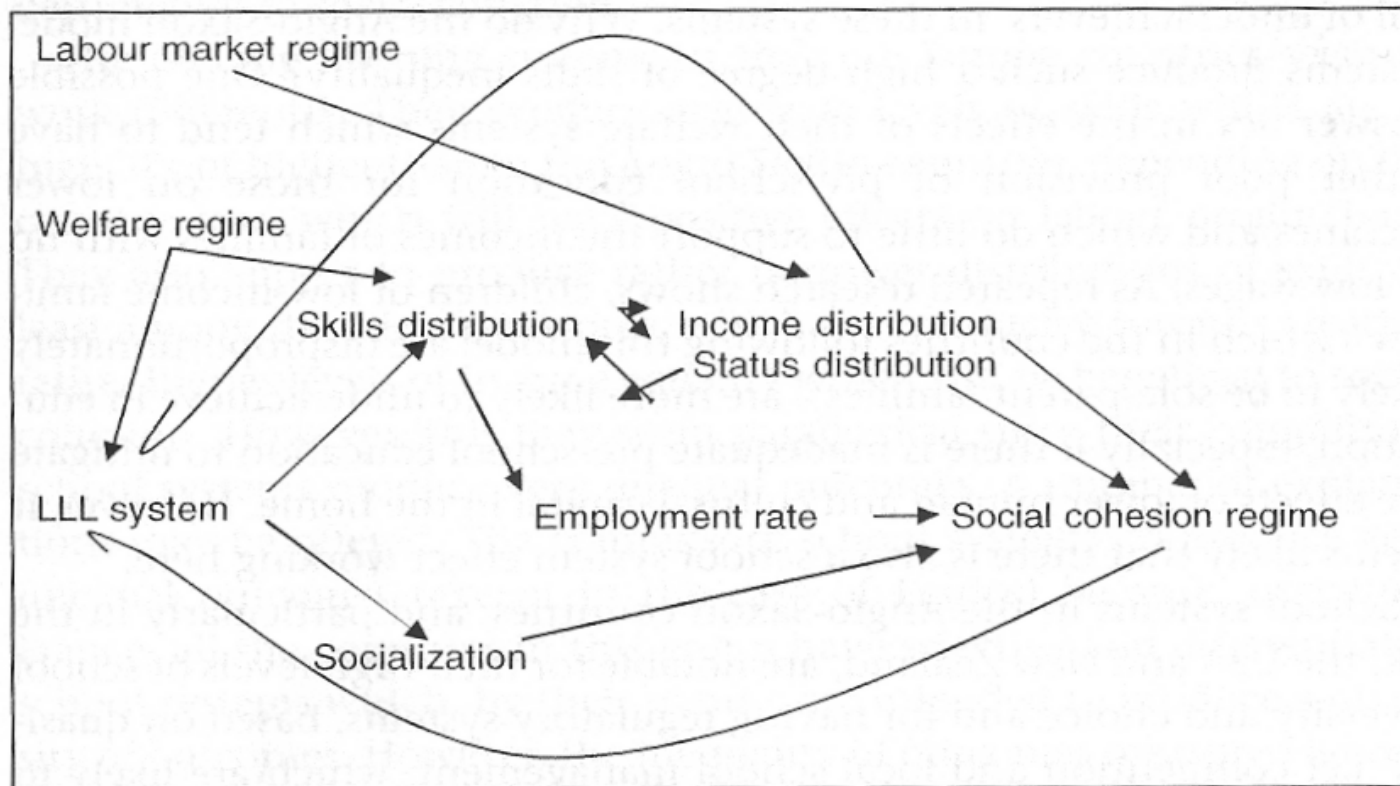 Labour market regime
Welfare regime
Skills distribution
Income distribution
Status distribution
LLL system
Employment rate
Social cohesion regime
Socialization